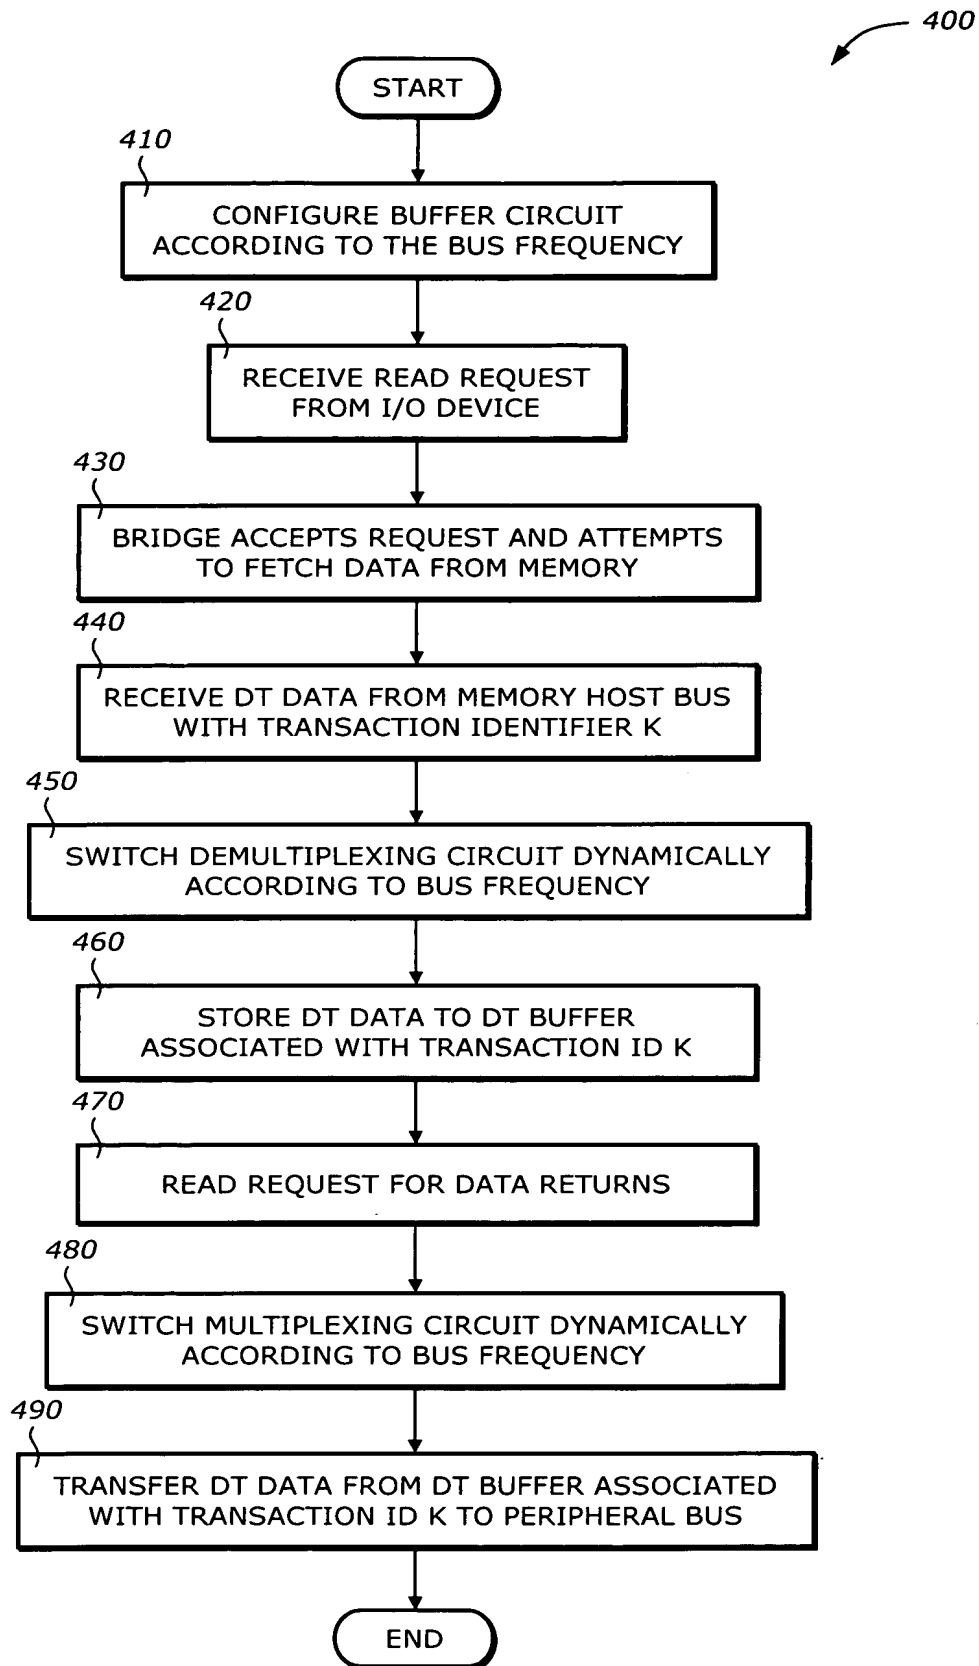 400
START
410
CONFIGURE BUFFER CIRCUIT
ACCORDING TO THE BUS FREQUENCY
420
RECEIVE READ REQUEST
FROM I/O DEVICE
430
BRIDGE ACCEPTS REQUEST AND ATTEMPTS
TO FETCH DATA FROM MEMORY
440
RECEIVE DT DATA FROM MEMORY HOST BUS
WITH TRANSACTION IDENTIFIER K
450
SWITCH DEMULTIPLEXING CIRCUIT DYNAMICALLY
ACCORDING TO BUS FREQUENCY
460
STORE DT DATA TO DT BUFFER
ASSOCIATED WITH TRANSACTION ID K
470
READ REQUEST FOR DATA RETURNS
480
SWITCH MULTIPLEXING CIRCUIT DYNAMICALLY
ACCORDING TO BUS FREQUENCY
490
TRANSFER DT DATA FROM DT BUFFER ASSOCIATED
WITH TRANSACTION ID K TO PERIPHERAL BUS
END